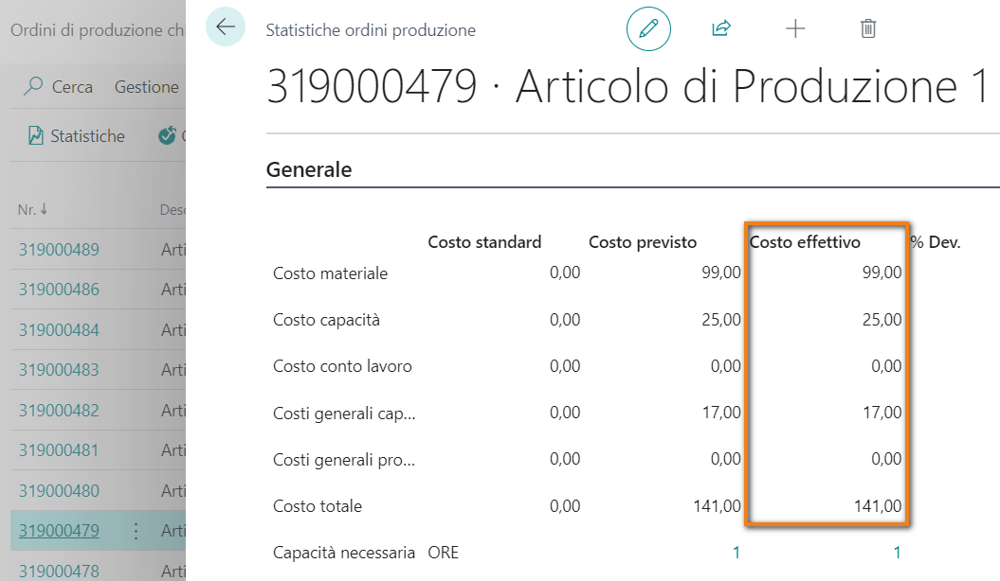 Ordini di produzione ch
Cerca Gestione
Statistiche
Nr. ↓ Desc
319000489 Arti
319000486 Arti
319000484 Arti
319000483 Arti
319000482 Arti
319000481 Arti
319000480 Arti
319000479 ⋮ Arti
319000478 Arti
Statistiche ordini produzione
319000479 · Articolo di Produzione 1
Generale
Costo standard Costo previsto Costo effettivo % Dev.
Costo materiale 0,00 99,00 99,00
Costo capacità 0,00 25,00 25,00
Costo conto lavoro 0,00 0,00 0,00
Costi generali cap... 0,00 17,00 17,00
Costi generali pro... 0,00 0,00 0,00
Costo totale 0,00 141,00 141,00
Capacità necessaria ORE 1 1